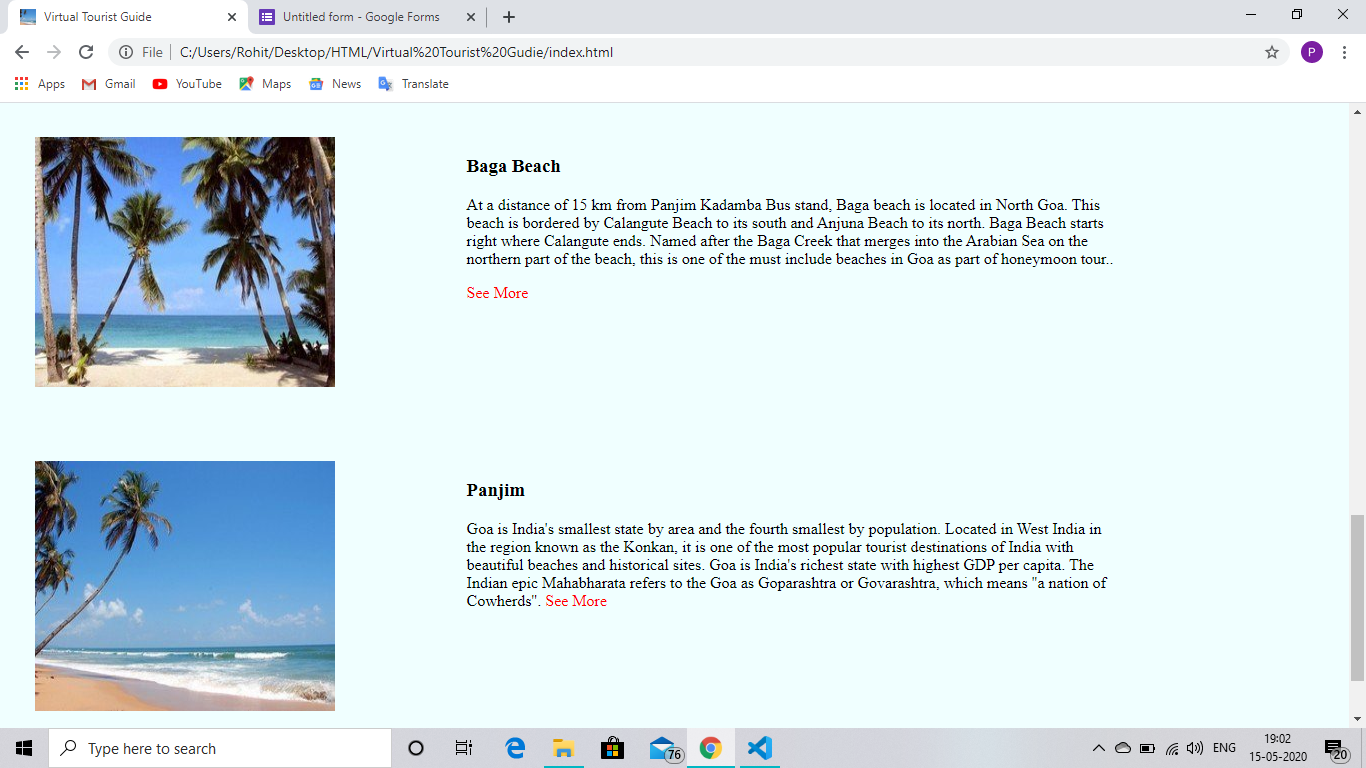 Virtual Tourist Guide
Untitled form - Google Forms
File
C:/Users/Rohit/Desktop/HTML/Virtual%20Tourist%20Gudie/index.html
P
Apps
Gmail
YouTube
Maps
News
Translate
Baga Beach
At a distance of 15 km from Panjim Kadamba Bus stand, Baga beach is located in North Goa. This
beach is bordered by Calangute Beach to its south and Anjuna Beach to its north. Baga Beach starts
right where Calangute ends. Named after the Baga Creek that merges into the Arabian Sea on the
northern part of the beach, this is one of the must include beaches in Goa as part of honeymoon tour..
See More
Panjim
Goa is India's smallest state by area and the fourth smallest by population. Located in West India in
the region known as the Konkan, it is one of the most popular tourist destinations of India with
beautiful beaches and historical sites. Goa is India's richest state with highest GDP per capita. The
Indian epic Mahabharata refers to the Goa as Goparashtra or Govarashtra, which means "a nation of
Cowherds". See More
Type here to search
76
ENG
19:02
15-05-2020
20